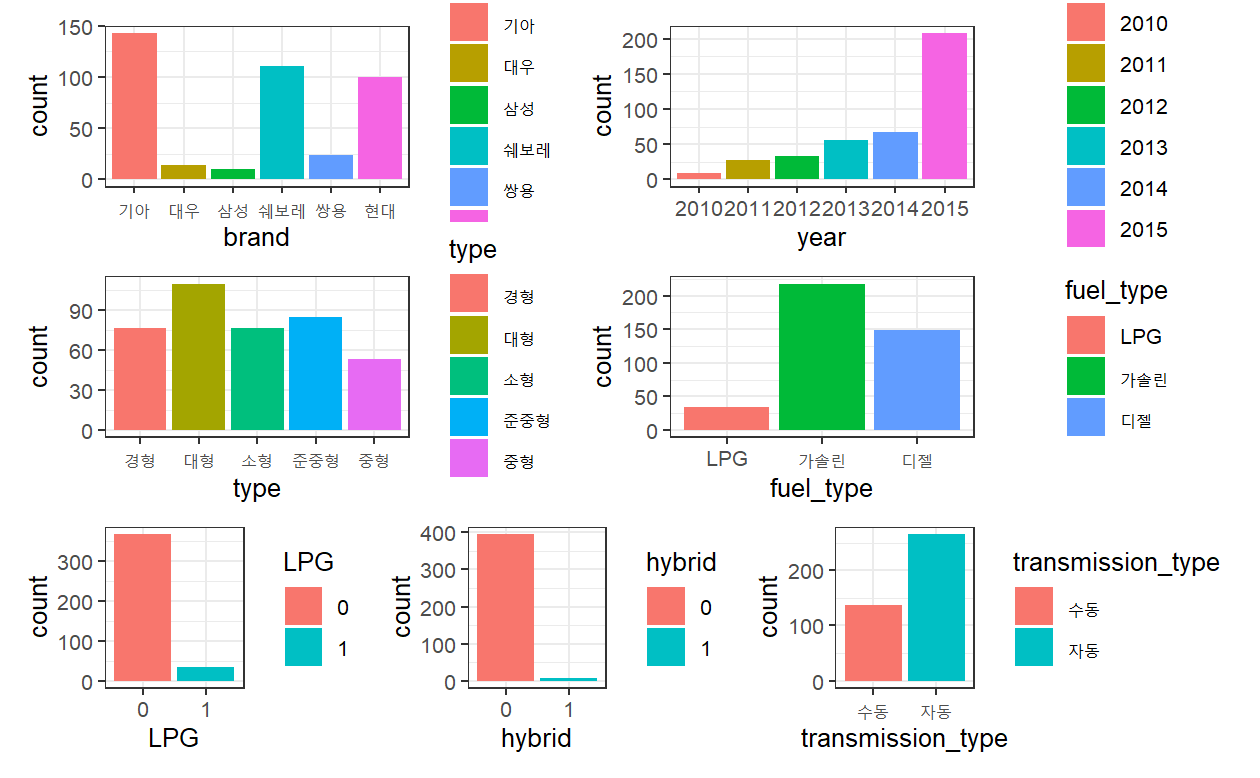 count
150
100
50
0
기아 대우 삼성 쉐보레 쌍용 현대
brand
기아
대우
삼성
쉐보레
쌍용
count
200
150
100
50
0
2010 2011 2012 2013 2014 2015
year
2010
2011
2012
2013
2014
2015
count
90
60
30
0
경형 대형 소형 준중형 중형
type
type
경형
대형
소형
준중형
중형
count
200
150
100
50
0
LPG 가솔린 디젤
fuel_type
fuel_type
LPG
가솔린
디젤
count
300
200
100
0
0 1
LPG
LPG
0
1
count
400
300
200
100
0
0 1
hybrid
hybrid
0
1
count
200
100
0
수동 자동
transmission_type
transmission_type
수동
자동